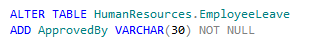 ALTER TABLE HumanResources.EmployeeLeave
ADD ApprovedBy VARCHAR(30) NOT NULL